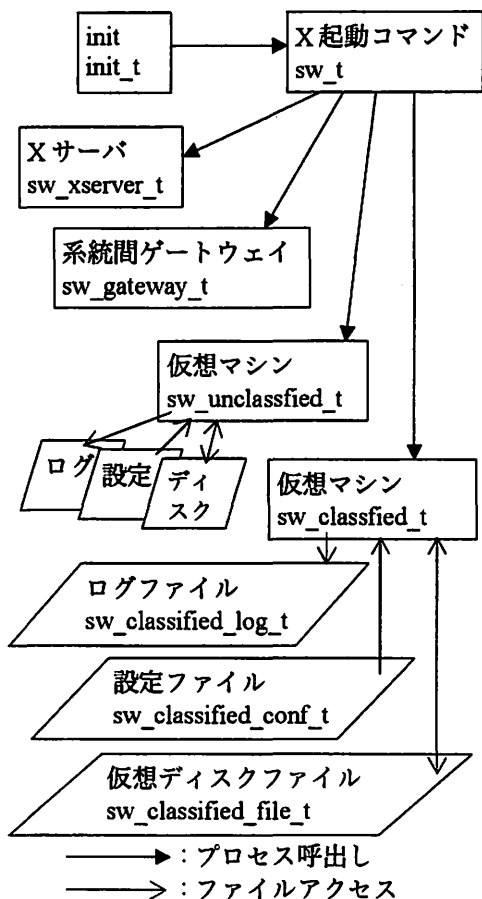 init
init_t
X 起動コマンド
sw_t
X サーバ
sw_xserver_t
系統間ゲートウェイ
sw_gateway_t
仮想マシン
sw_unclassfied_t
ログ
設定
ディ
スク
仮想マシン
sw_classfied_t
ログファイル
sw_classified_log_t
設定ファイル
sw_classified_conf_t
仮想ディスクファイル
sw_classified_file_t
：プロセス呼出し
：ファイルアクセス